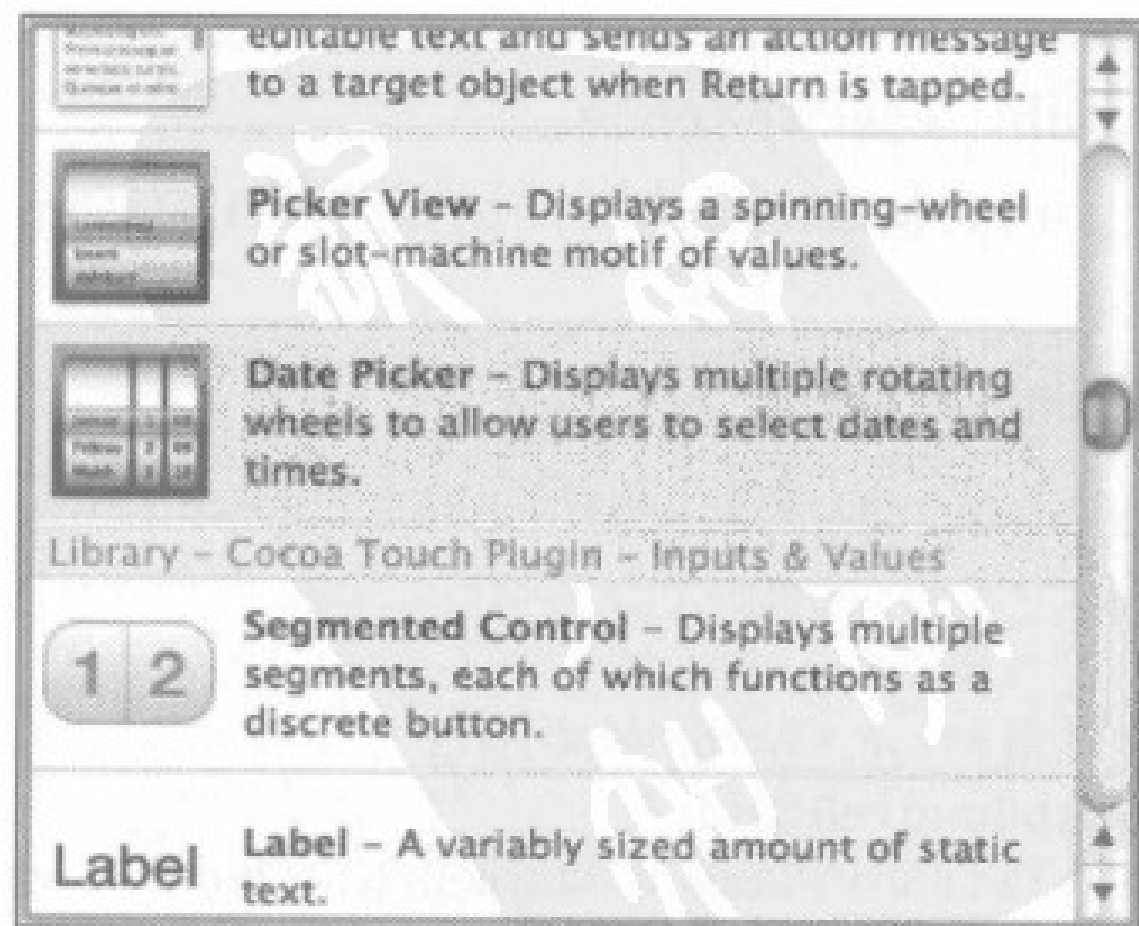 editable text and sends an action message
to a target object when Return is tapped.
Picker View – Displays a spinning-wheel
or slot-machine motif of values.
Date Picker – Displays multiple rotating
wheels to allow users to select dates and
times.
Library – Cocoa Touch Plugin – Inputs & Values
1 2
Segmented Control – Displays multiple
segments, each of which functions as a
discrete button.
Label
Label – A variably sized amount of static
text.